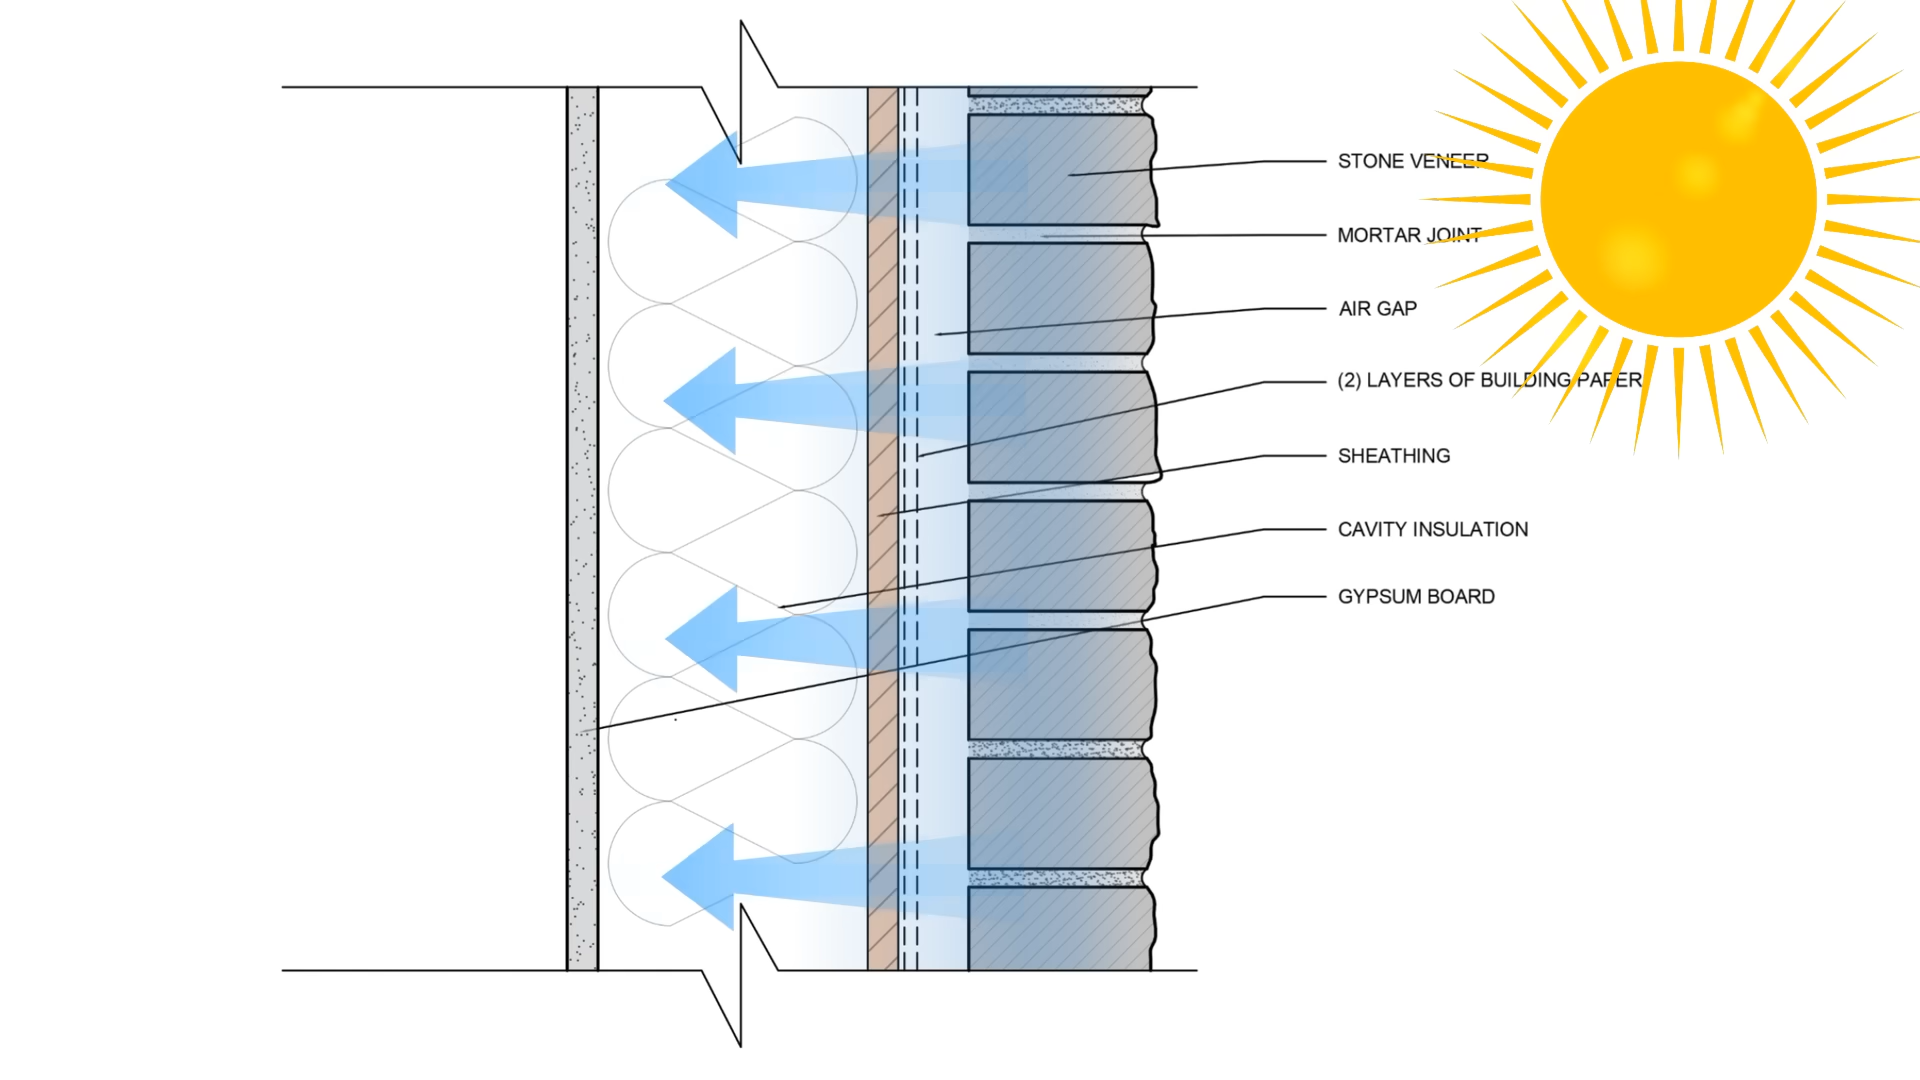 STONE VENEER
MORTAR JOINT
AIR GAP
(2) LAYERS OF BUILDING PAPER
SHEATHING
CAVITY INSULATION
GYPSUM BOARD